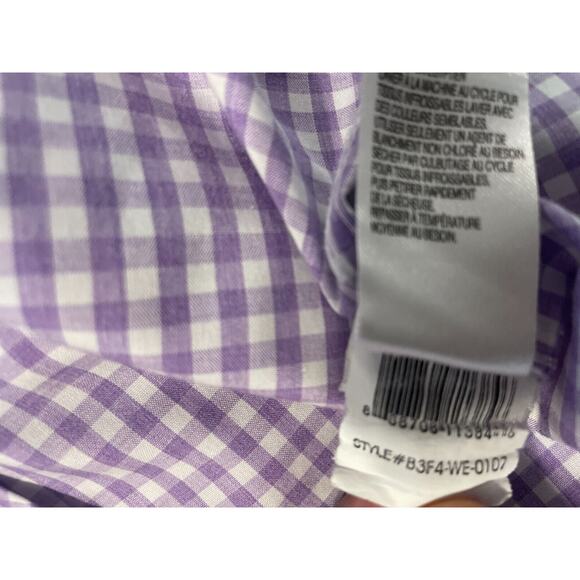 LAVER À LA MACHINE AU CYCLE POUR
TISSUS INFROISSABLES LAVER AVEC
DES COULEURS SEMBLABLES.
UTILISER SEULEMENT UN AGENT DE
BLANCHIMENT NON CHLORÉ AU BESOIN.
SÉCHER PAR CULBUTAGE AU CYCLE
POUR TISSUS INFROISSABLES,
PUIS RETIRER RAPIDEMENT
DE LA SÉCHEUSE.
REPASSER À TEMPÉRATURE
MOYENNE AU BESOIN.
STYLE#B3F4-WE-0107